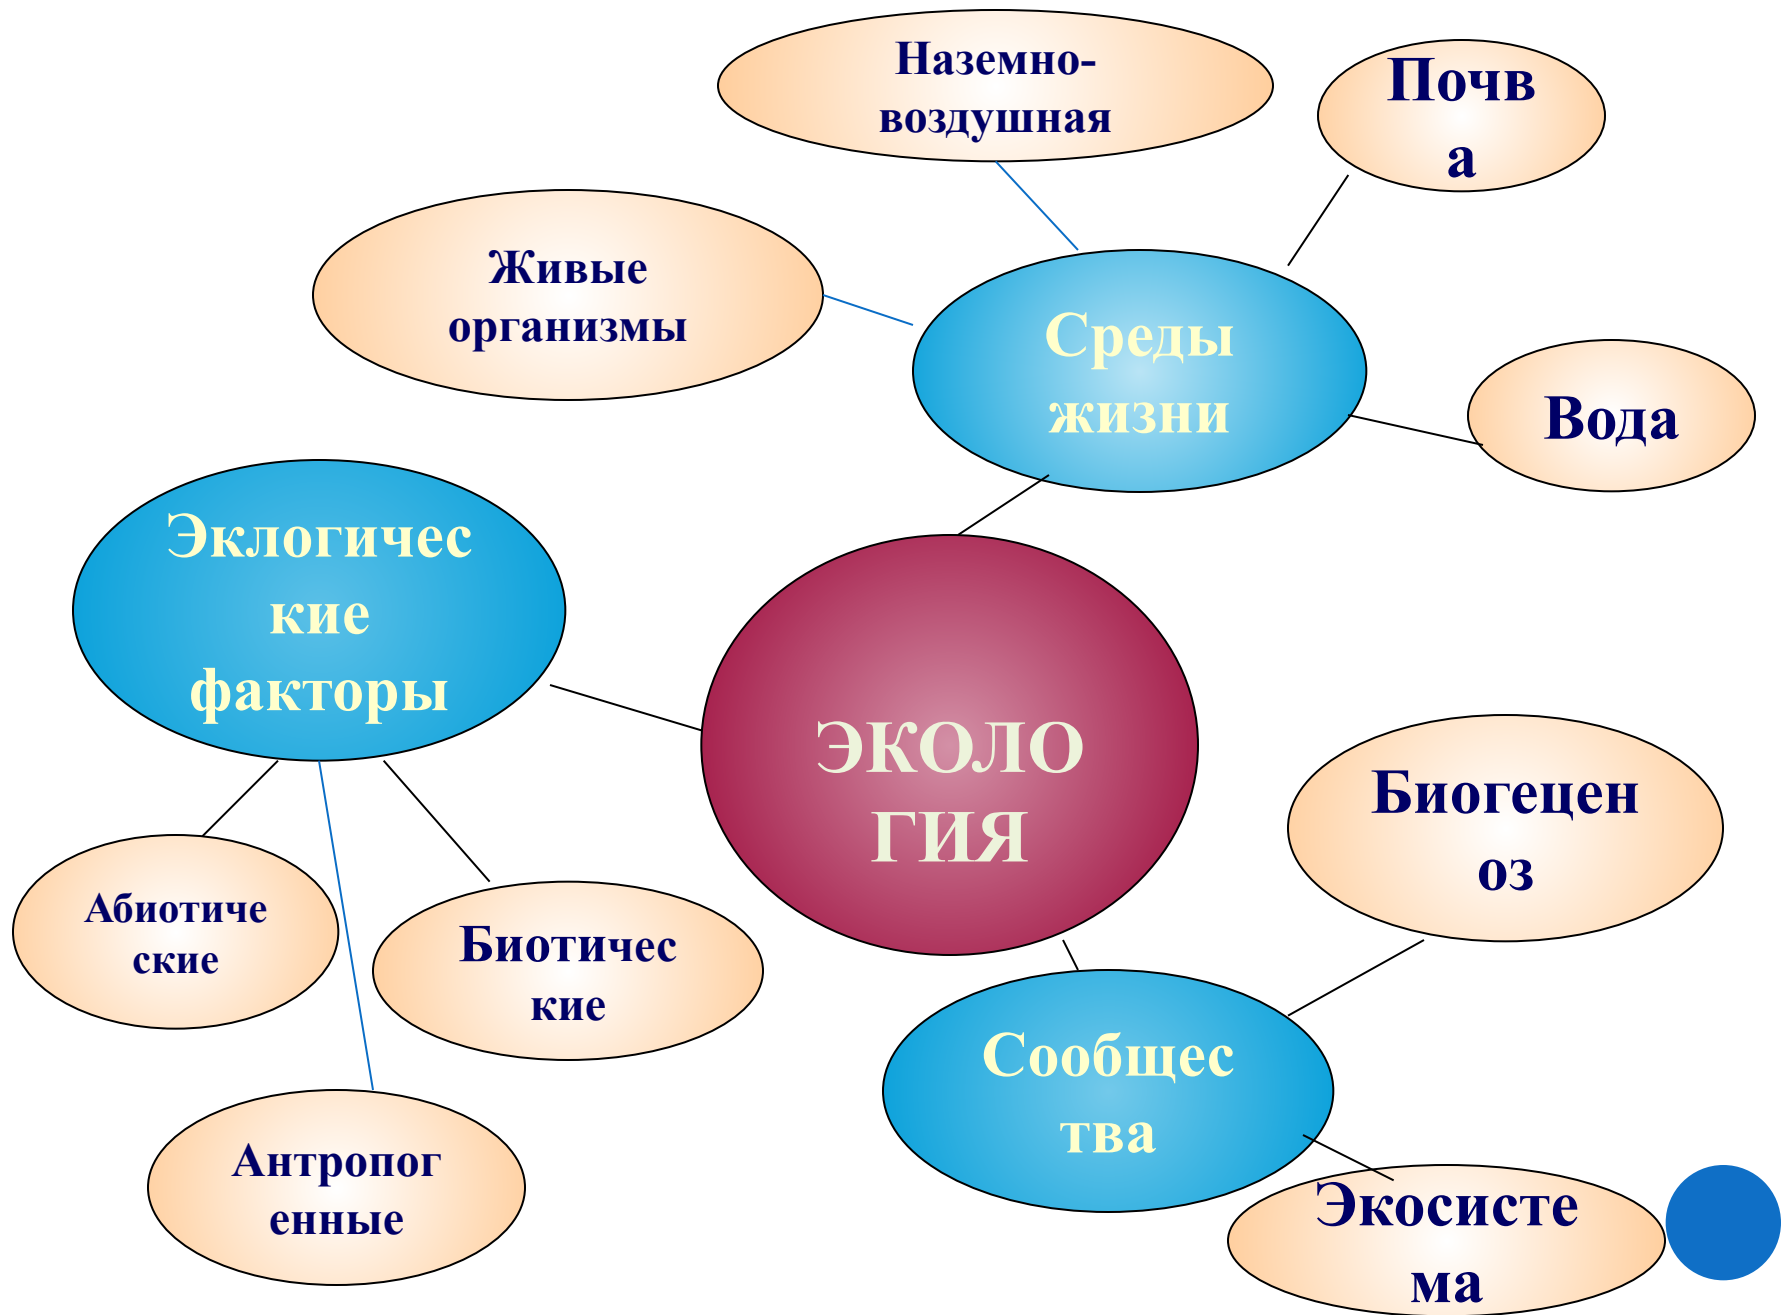 Наземно-
воздушная
Почв
а
Живые
организмы
Среды
жизни
Вода
Эклогичес
кие
факторы
ЭКОЛО
ГИЯ
Биогецен
оз
Абиотиче
ские
Биотичес
кие
Сообщес
тва
Антропог
енные
Экосисте
ма